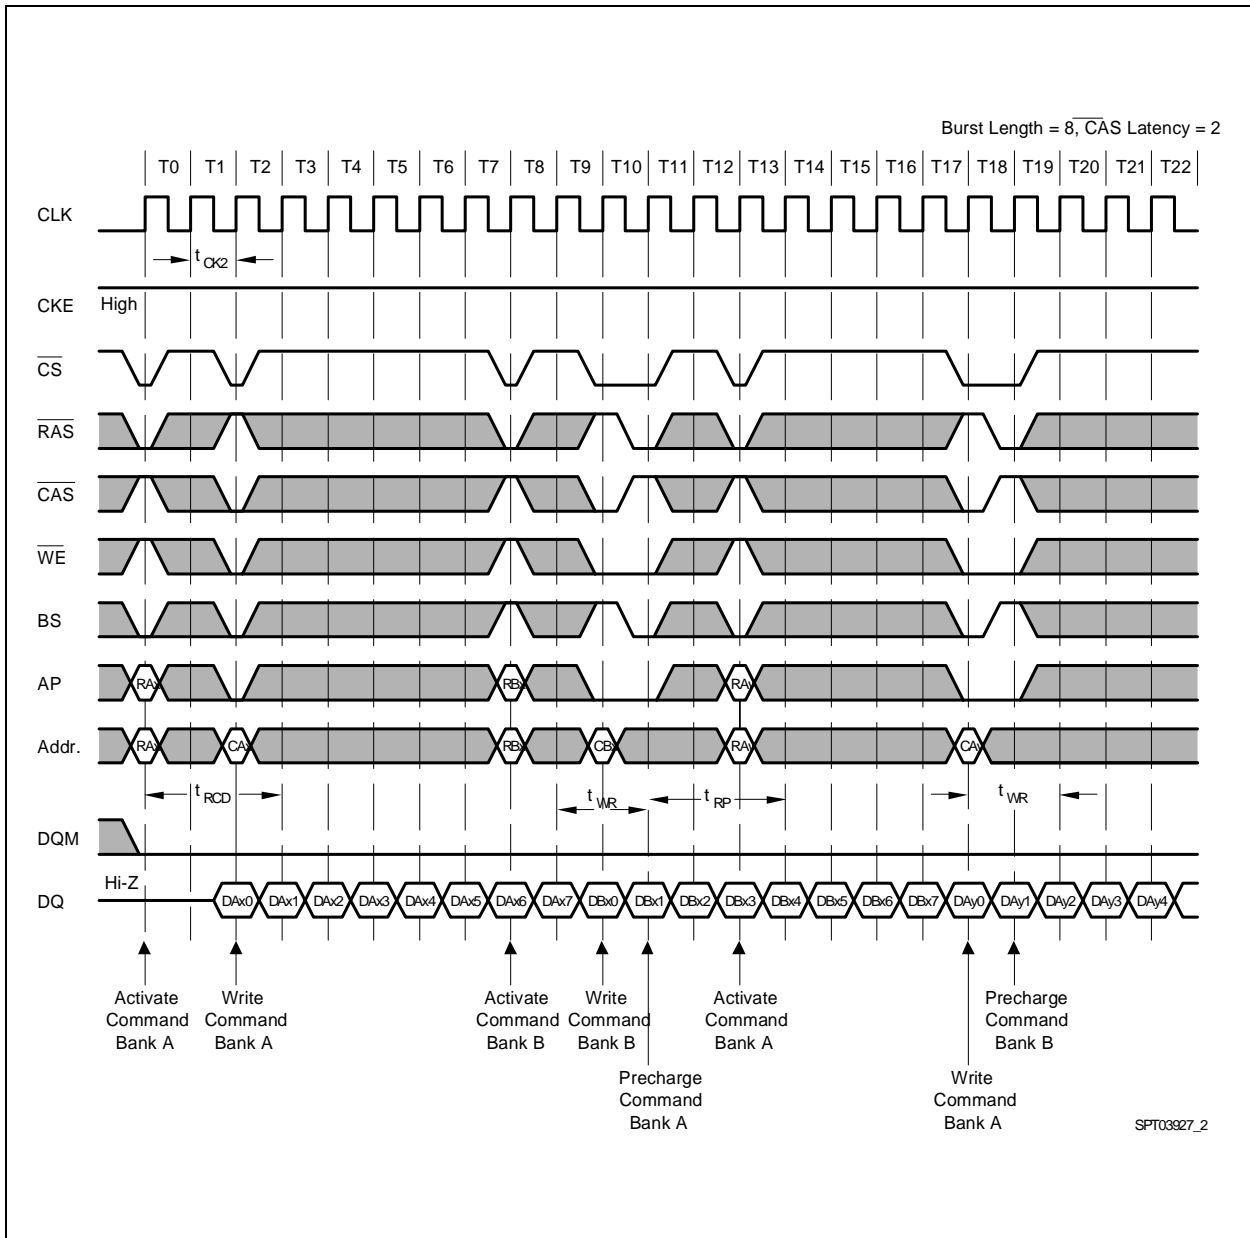 Burst Length = 8, CAS Latency = 2
T0 T1 T2 T3 T4 T5 T6 T7 T8 T9 T10 T11 T12 T13 T14 T15 T16 T17 T18 T19 T20 T21 T22
CLK
t CK2
CKE High
CS
RAS
CAS
WE
BS
AP RAx RBx RAy
Addr. RAx CAx RBx CBx RAy CAy
t RCD t WR t RP t WR
DQM
Hi-Z
DQ DAx0 DAx1 DAx2 DAx3 DAx4 DAx5 DAx6 DAx7 DBx0 DBx1 DBx2 DBx3 DBx4 DBx5 DBx6 DBx7 DAy0 DAy1 DAy2 DAy3 DAy4
Activate Write Activate Write Activate Precharge
Command Command Command Command Command Command
Bank A Bank A Bank B Bank B Bank A Bank B
Precharge Write
Command Command
Bank A Bank A
SPT03927_2